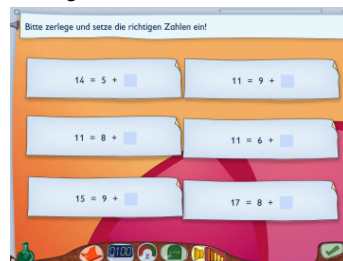 Bitte zerlege und setze die richtigen Zahlen ein!
14 = 5 +
11 = 9 +
11 = 8 +
11 = 6 +
15 = 9 +
17 = 8 +